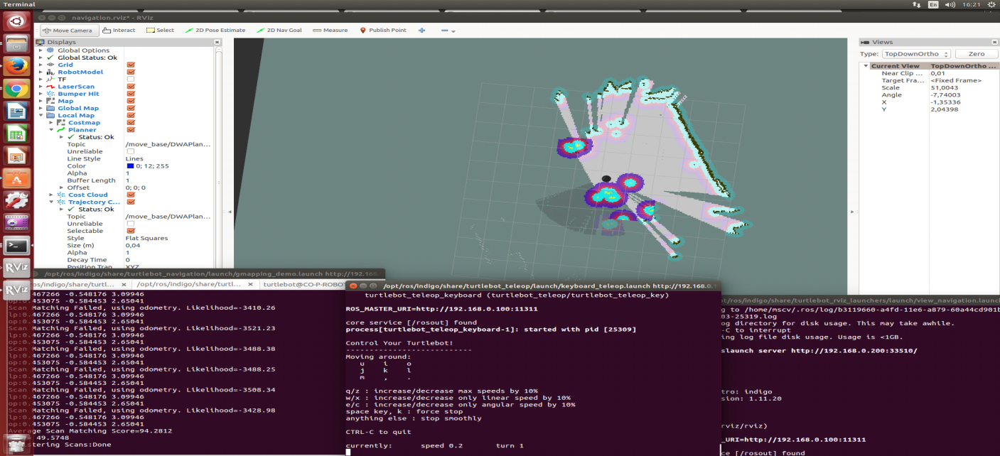 Terminal
En
16:21
navigation.rviz* - RViz
Move Camera
Interact
Select
2D Pose Estimate
2D Nav Goal
Measure
Publish Point
Displays
Global Options
Global Status: Ok
Grid
RobotModel
TF
LaserScan
Bumper Hit
Map
Global Map
Local Map
Costmap
Planner
Status: Ok
Topic /move_base/DWAPlan...
Unreliable
Line Style Lines
Color 0; 12; 255
Alpha 1
Buffer Length 1
Offset 0; 0; 0
Cost Cloud
Trajectory C...
Status: Ok
Topic /move_base/DWAPlan...
Unreliable
Selectable
Style Flat Squares
Size (m) 0,04
Alpha 1
Decay Time 0
Position Tran XYZ
Views
Type: TopDownOrtho Zero
Current View TopDownOrtho ...
Near Clip ... 0,01
Target Fra... <Fixed Frame>
Scale 51,0043
Angle -7,74003
X -1,35336
Y 2,04398
RViz
RViz
/opt/ros/indigo/share/turtlebot_navigation/launch/gmapping_demo.launch http://192.168.
os/indigo/share/turtl... × /opt/ros/indigo/share/turtl... × turtlebot@CO-P-ROBO
467266 -0.548176 3.09946
op:0.453075 -0.584453 2.65041
Scan Matching Failed, using odometry. Likelihood=-3410.26
lp:0.467266 -0.548176 3.09946
op:0.453075 -0.584453 2.65041
Scan Matching Failed, using odometry. Likelihood=-3521.23
lp:0.467266 -0.548176 3.09946
op:0.453075 -0.584453 2.65041
Scan Matching Failed, using odometry. Likelihood=-3488.38
lp:0.467266 -0.548176 3.09946
op:0.453075 -0.584453 2.65041
Scan Matching Failed, using odometry. Likelihood=-3488.25
lp:0.467266 -0.548176 3.09946
op:0.453075 -0.584453 2.65041
Scan Matching Failed, using odometry. Likelihood=-3508.34
lp:0.467266 -0.548176 3.09946
op:0.453075 -0.584453 2.65041
Scan Matching Failed, using odometry. Likelihood=-3428.98
lp:0.467266 -0.548176 3.09946
op:0.453075 -0.584453 2.65041
Average Scan Matching Score=94.2812
49.5748
stering Scans:Done
/opt/ros/indigo/share/turtlebot_teleop/launch/keyboard_teleop.launch http://192.168.0.1
turtlebot_teleop_keyboard (turtlebot_teleop/turtlebot_teleop_key)
ROS_MASTER_URI=http://192.168.0.100:11311
core service [/rosout] found
process[turtlebot_teleop_keyboard-1]: started with pid [25309]
Control Your Turtlebot!
---------------------------
Moving around:
u i o
j k l
m , .
q/z : increase/decrease max speeds by 10%
w/x : increase/decrease only linear speed by 10%
e/c : increase/decrease only angular speed by 10%
space key, k : force stop
anything else : stop smoothly
CTRL-C to quit
currently: speed 0.2 turn 1
st/indigo/share/turtlebot_rviz_launchers/launch/view_navigation.launch
g to /home/mscv/.ros/log/b3119660-a4fd-11e6-a879-60a44cd901b
03-25319.log
og directory for disk usage. This may take awhile.
-C to interrupt
ing log file disk usage. Usage is <1GB.
slaunch server http://192.168.0.200:33510/
tro: indigo
sion: 1.11.20
rviz/rviz)
_URI=http://192.168.0.100:11311
ce [/rosout] found